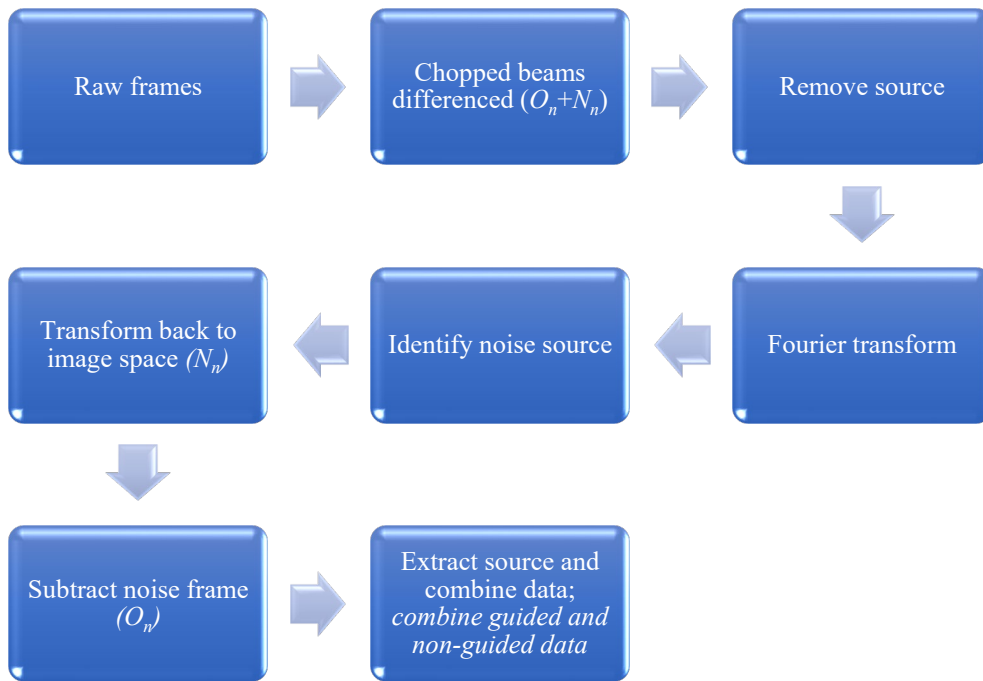 Raw frames
Chopped beams
differenced (Oₙ+Nₙ)
Remove source
Fourier transform
Identify noise source
Transform back to
image space (Nₙ)
Subtract noise frame
(Oₙ)
Extract source and
combine data;
combine guided and
non-guided data